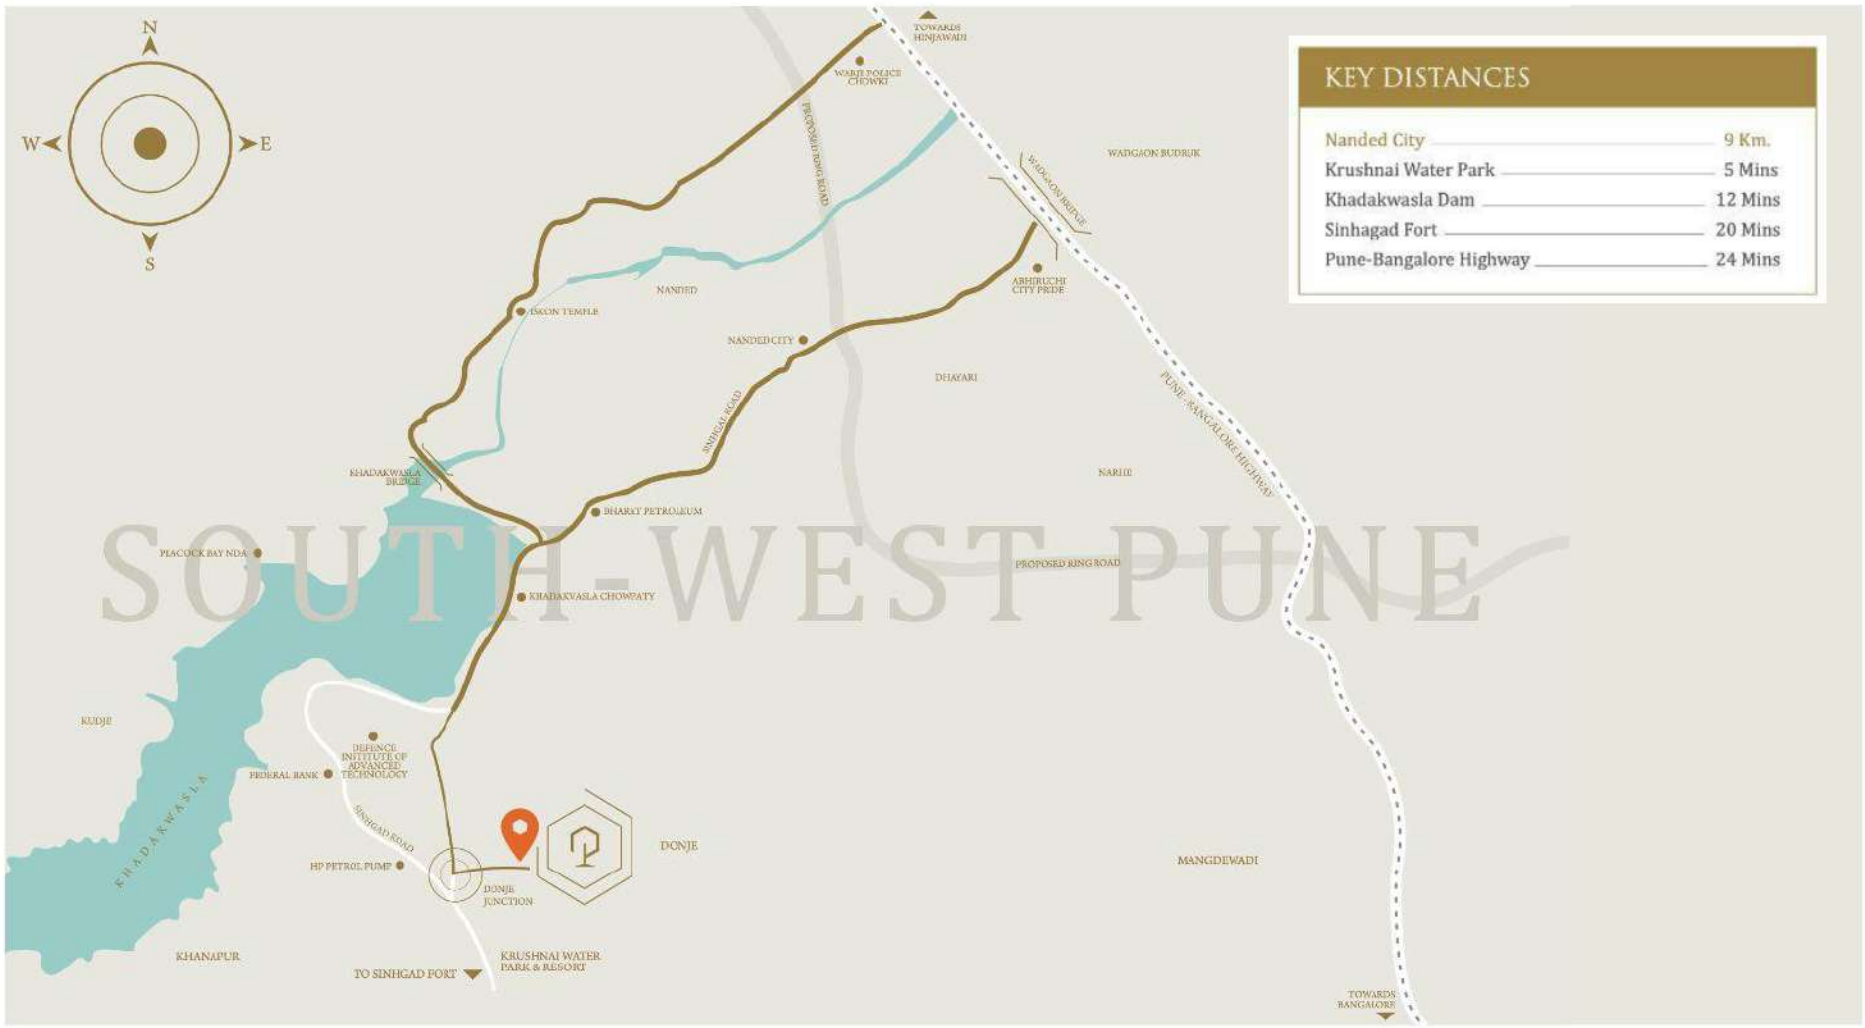 N
W
E
S
TOWARDS
HINJAWADI
WARJE POLICE
CHOWKI
PROPOSED RING ROAD
WADGAON BRIDGE
WADGAON BUDRUK
KEY DISTANCES
Nanded City 9 Km.
Krushnai Water Park 5 Mins
Khadakwasla Dam 12 Mins
Sinhagad Fort 20 Mins
Pune-Bangalore Highway 24 Mins
ABHIRUCHI
CITY PRIDE
NANDED
ISKON TEMPLE
NANDED CITY
DHAYARI
PUNE - BANGALORE HIGHWAY
SINHGAL ROAD
KHADAKWASLA
BRIDGE
NARHE
BHARAT PETROLEUM
SOUTH-WEST PUNE
PEACOCK BAY NDA
PROPOSED RING ROAD
KHADAKVASLA CHOWPATY
KUDJE
DEFENCE
INSTITUTE OF
ADVANCED
TECHNOLOGY
FEDERAL BANK
KHADAKWASLA
SINHGAD ROAD
DONJE
MANGDEWADI
HP PETROL PUMP
DONJE
JUNCTION
KHANAPUR
KRUSHNAI WATER
PARK & RESORT
TO SINHGAD FORT
TOWARDS
BANGALORE